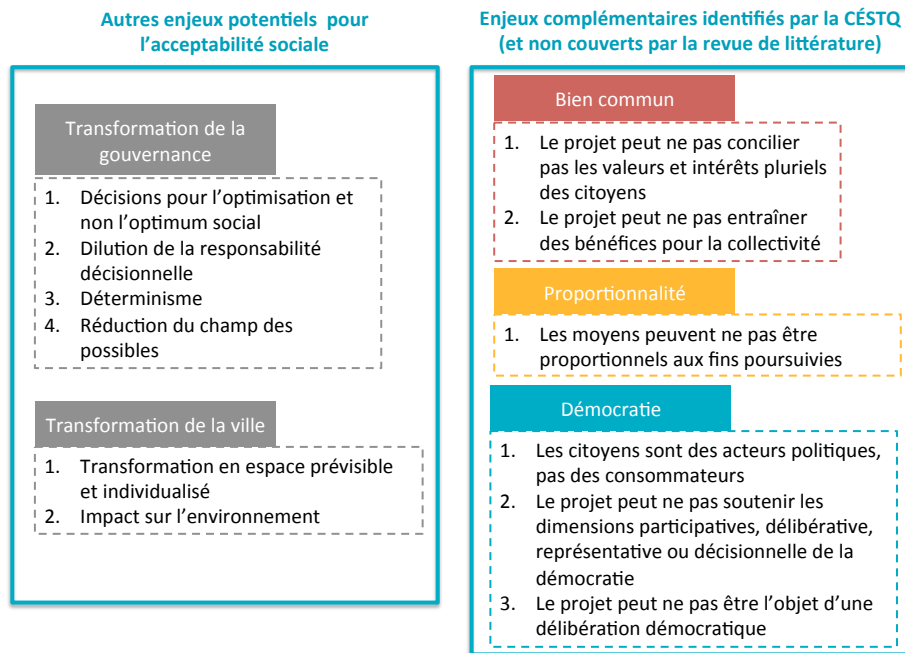 Autres enjeux potentiels pour
l'acceptabilité sociale
Transformation de la
gouvernance
1. Décisions pour l'optimisation et
non l'optimum social
2. Dilution de la responsabilité
décisionnelle
3. Déterminisme
4. Réduction du champ des
possibles
Transformation de la ville
1. Transformation en espace prévisible
et individualisé
2. Impact sur l'environnement
Enjeux complémentaires identifiés par la CÉSTQ
(et non couverts par la revue de littérature)
Bien commun
1. Le projet peut ne pas concilier
pas les valeurs et intérêts pluriels
des citoyens
2. Le projet peut ne pas entraîner
des bénéfices pour la collectivité
Proportionnalité
1. Les moyens peuvent ne pas être
proportionnels aux fins poursuivies
Démocratie
1. Les citoyens sont des acteurs politiques,
pas des consommateurs
2. Le projet peut ne pas soutenir les
dimensions participatives, délibérative,
représentative ou décisionnelle de la
démocratie
3. Le projet peut ne pas être l'objet d'une
délibération démocratique